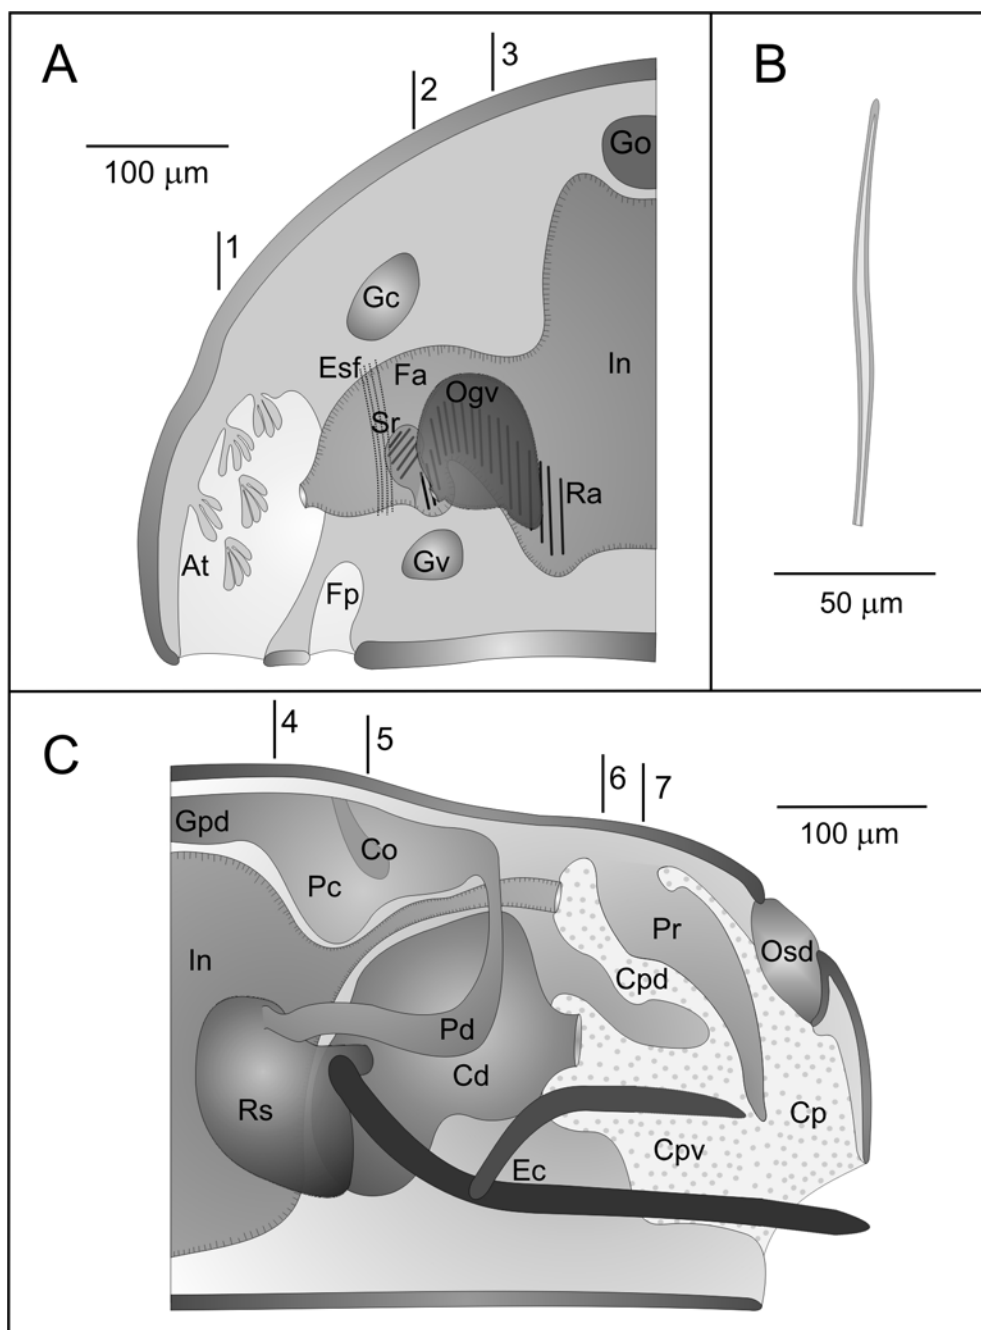 A
1
2
3
100 μm
Go
Gc
In
Esf
Fa
Ogv
Sr
Ra
At
Gv
Fp
B
50 μm
C
4
5
6
7
100 μm
Gpd
Co
Pc
Pr
Osd
In
Cpd
Pd
Cd
Rs
Cp
Cpv
Ec